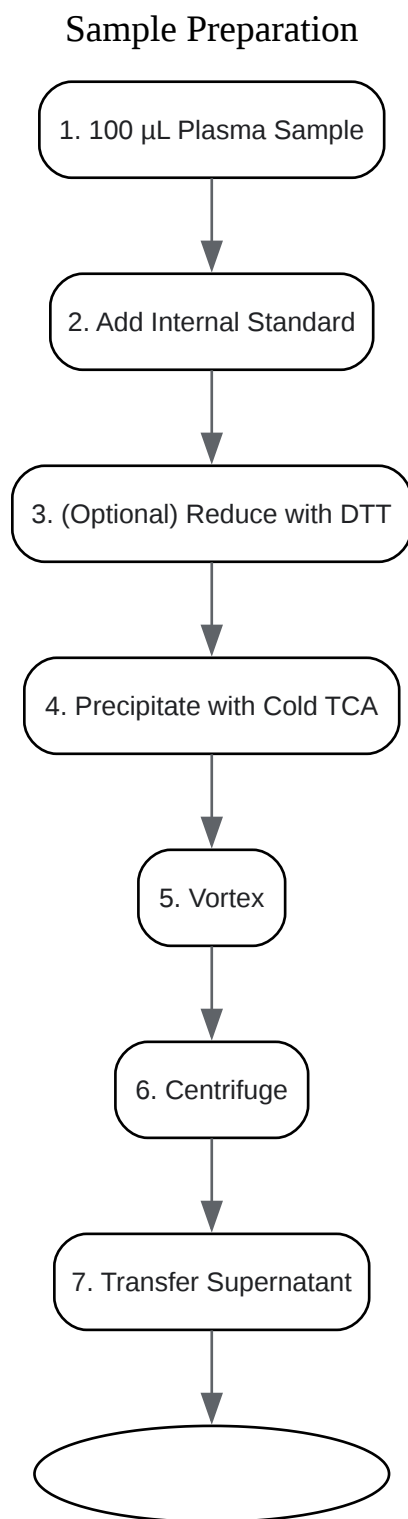 Sample Preparation
1. 100 µL Plasma Sample
2. Add Internal Standard
3. (Optional) Reduce with DTT
4. Precipitate with Cold TCA
5. Vortex
6. Centrifuge
7. Transfer Supernatant